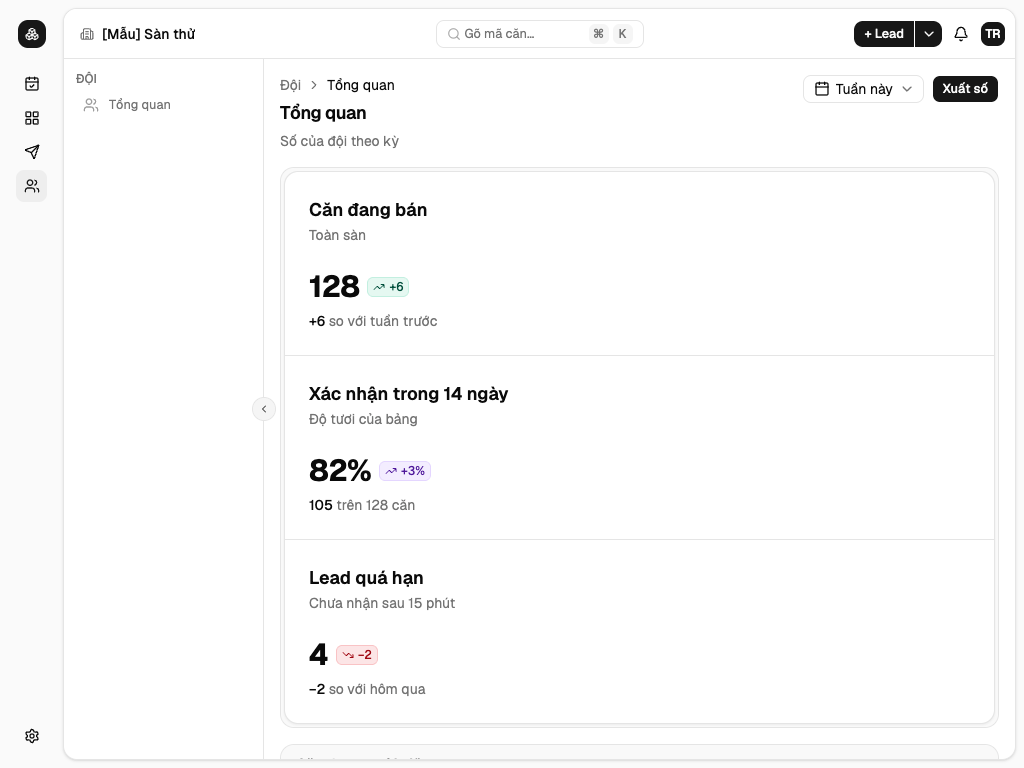 [Mẫu] Sàn thử
Gõ mã căn... ⌘ K
+ Lead
TR
ĐỘI
Tổng quan
Đội > Tổng quan
Tổng quan
Số của đội theo kỳ
Tuần này
Xuất số
Căn đang bán
Toàn sàn
128 +6
+6 so với tuần trước
Xác nhận trong 14 ngày
Độ tươi của bảng
82% +3%
105 trên 128 căn
Lead quá hạn
Chưa nhận sau 15 phút
4 −2
−2 so với hôm qua